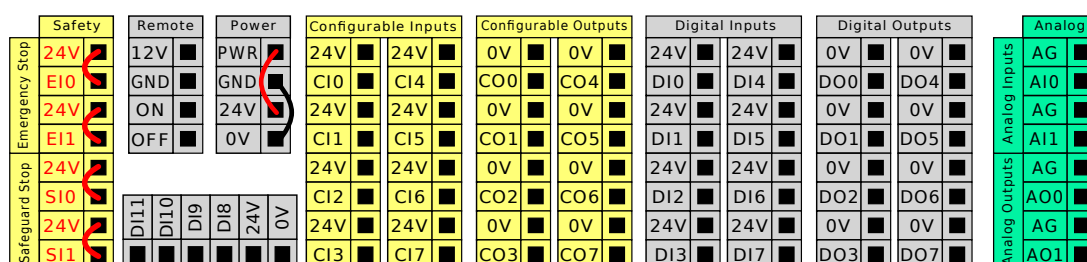 Safety
Emergency Stop
24V
EI0
24V
EI1
Safeguard Stop
24V
SI0
24V
SI1
Remote
12V
GND
ON
OFF
Power
PWR
GND
24V
0V
DI11
DI10
DI9
DI8
24V
0V
Configurable Inputs
24V 24V
CI0 CI4
24V 24V
CI1 CI5
24V 24V
CI2 CI6
24V 24V
CI3 CI7
Configurable Outputs
0V 0V
CO0 CO4
0V 0V
CO1 CO5
0V 0V
CO2 CO6
0V 0V
CO3 CO7
Digital Inputs
24V 24V
DI0 DI4
24V 24V
DI1 DI5
24V 24V
DI2 DI6
24V 24V
DI3 DI7
Digital Outputs
0V 0V
DO0 DO4
0V 0V
DO1 DO5
0V 0V
DO2 DO6
0V 0V
DO3 DO7
Analog
Analog Inputs
AG
AI0
AG
AI1
Analog Outputs
AG
AO0
AG
AO1